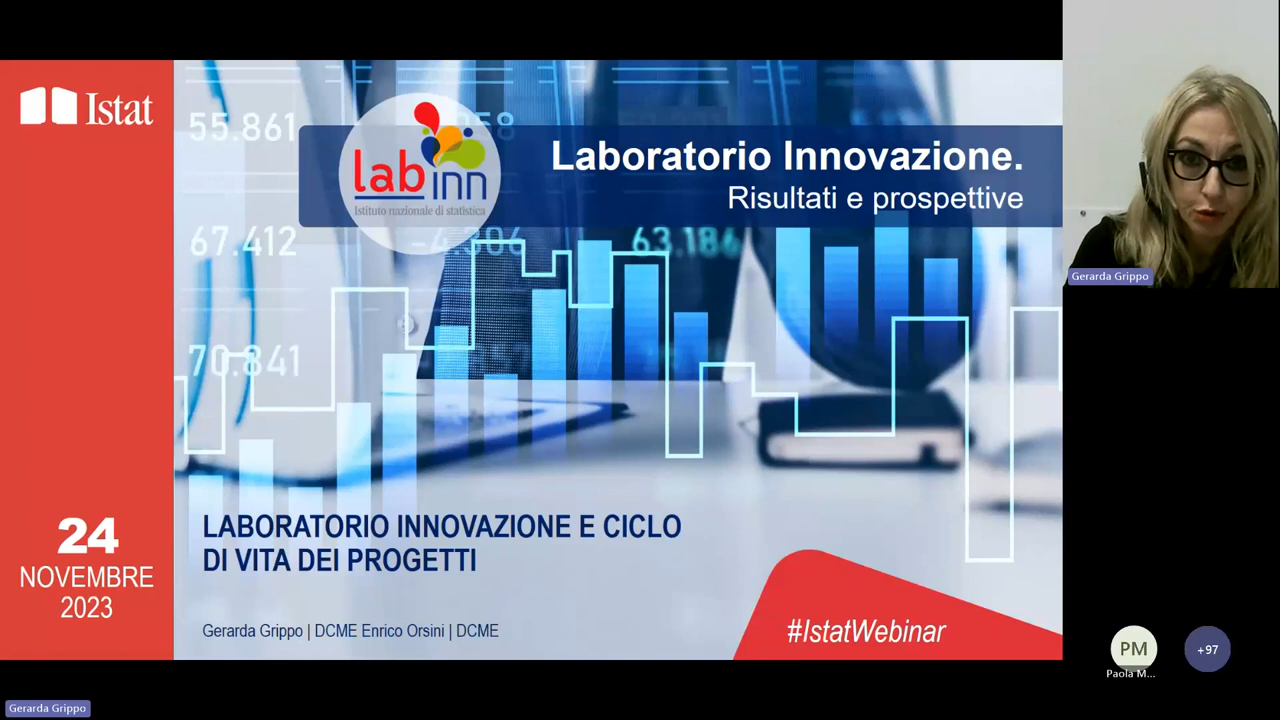 Istat
55.861
67.412
-4.306
63.186
70.841
lab inn
Istituto nazionale di statistica
Laboratorio Innovazione.
Risultati e prospettive
24
NOVEMBRE
2023
LABORATORIO INNOVAZIONE E CICLO
DI VITA DEI PROGETTI
Gerarda Grippo | DCME Enrico Orsini | DCME
#IstatWebinar
Gerarda Grippo
PM
Paola M...
+97
Gerarda Grippo